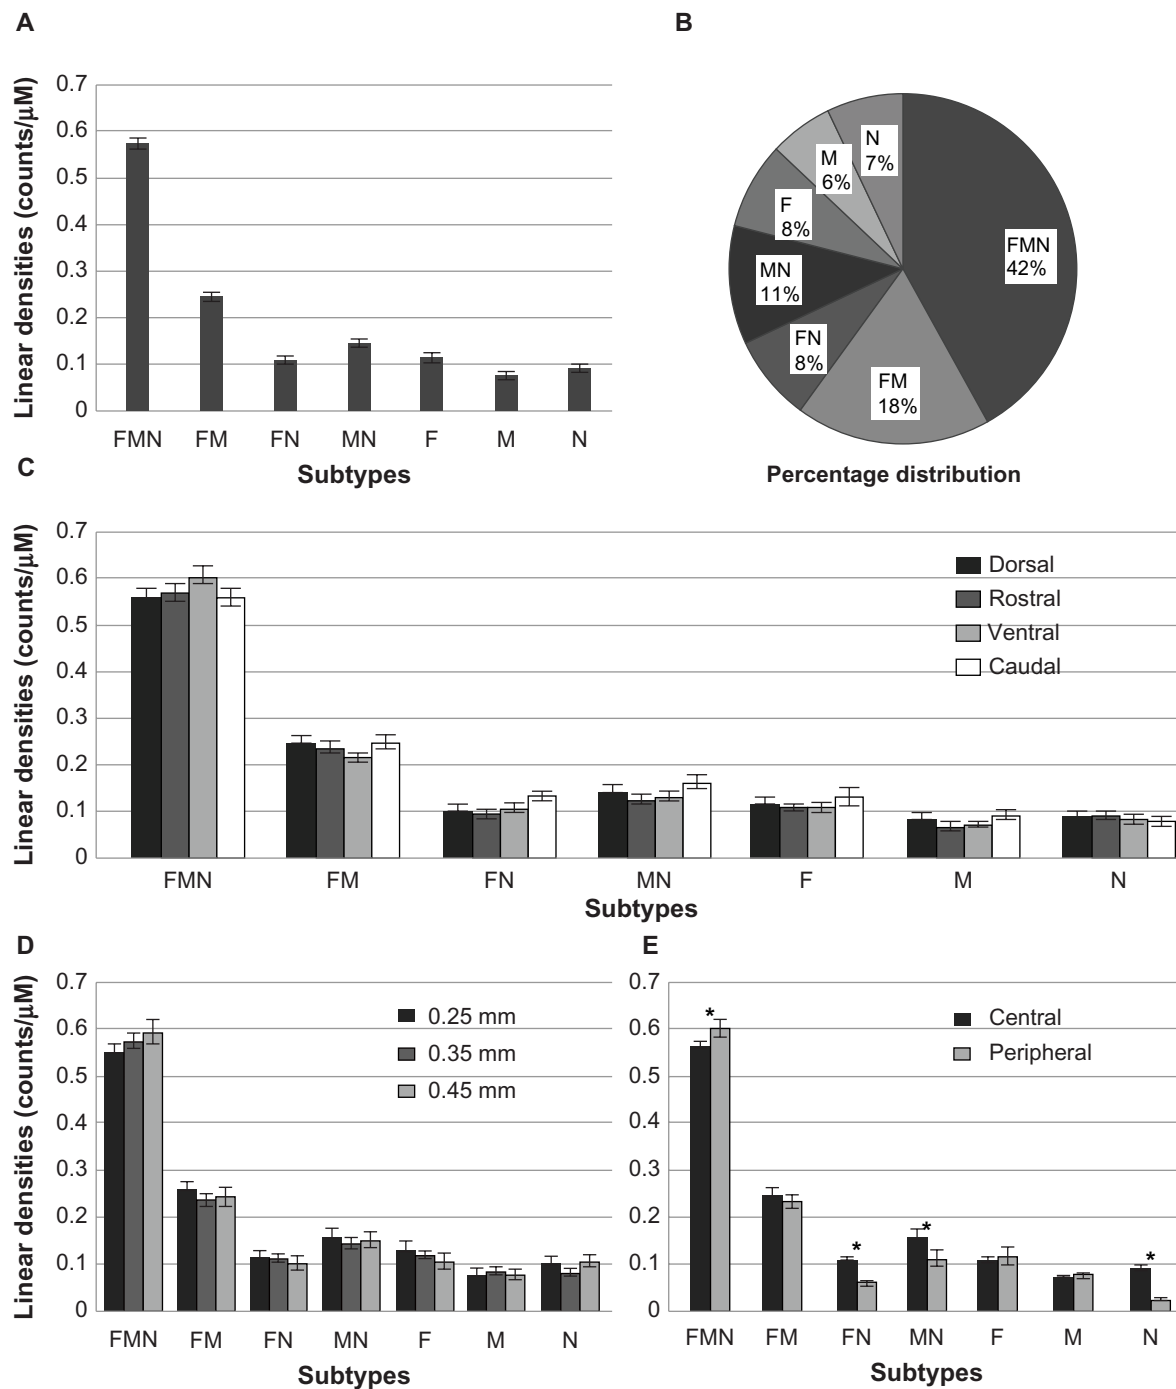 A
Linear densities (counts/μM)
0.7
0.6
0.5
0.4
0.3
0.2
0.1
0
FMN FM FN MN F M N
Subtypes
B
N
7%
M
6%
F
8%
MN
11%
FN
8%
FM
18%
FMN
42%
Percentage distribution
C
Linear densities (counts/μM)
0.7
0.6
0.5
0.4
0.3
0.2
0.1
0
Dorsal
Rostral
Ventral
Caudal
FMN FM FN MN F M N
Subtypes
D
Linear densities (counts/μM)
0.7
0.6
0.5
0.4
0.3
0.2
0.1
0
0.25 mm
0.35 mm
0.45 mm
FMN FM FN MN F M N
Subtypes
E
0.7
0.6
0.5
0.4
0.3
0.2
0.1
0
Central
Peripheral
*
*
*
*
FMN FM FN MN F M N
Subtypes